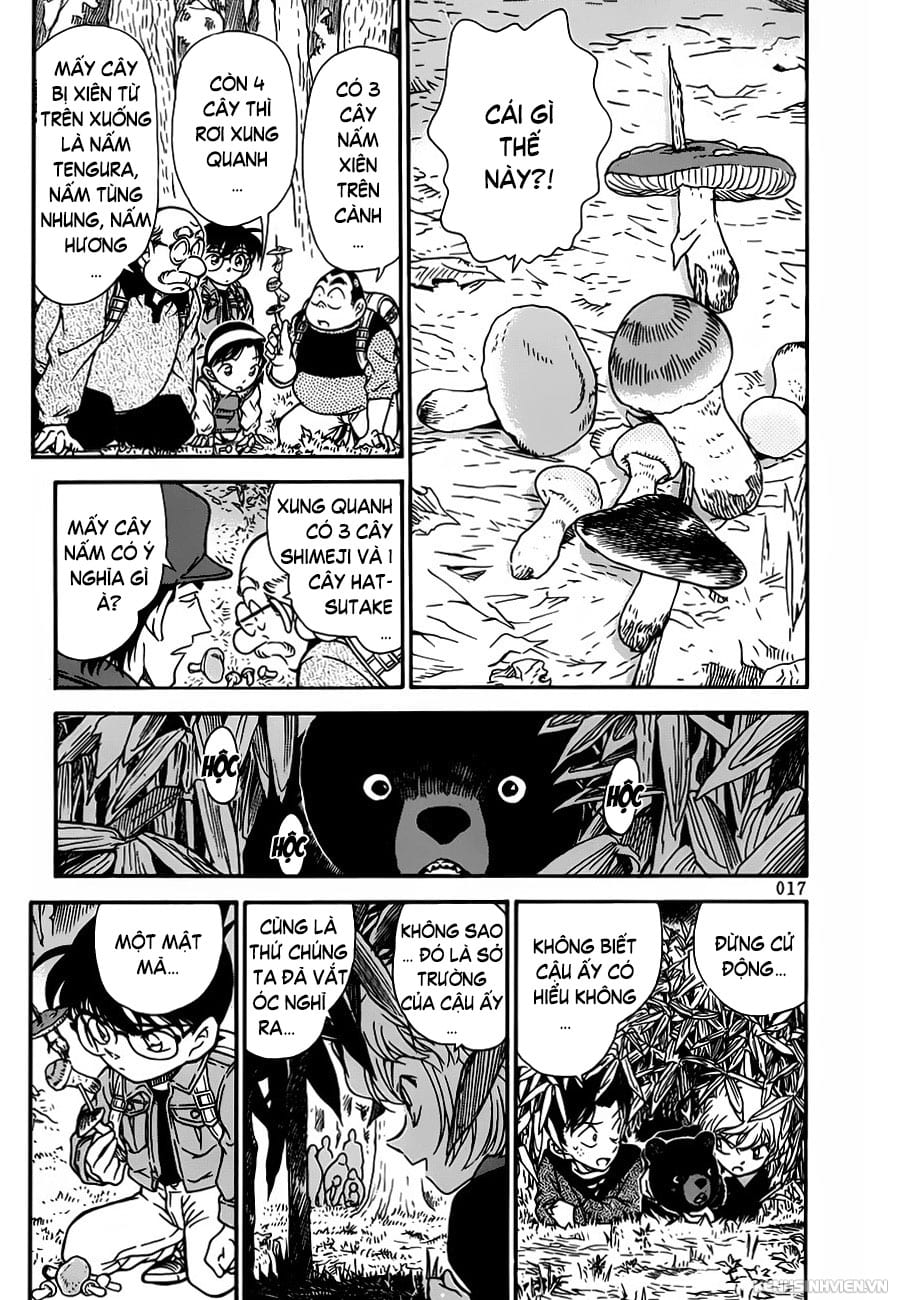 CÁI GÌ
THẾ
NÀY?!
CÓ 3
CÂY
NẤM
XIÊN
TRÊN
CÀNH
CÒN 4
CÂY THÌ
RƠI XUNG
QUANH
...
MẤY CÂY
BỊ XIÊN TỪ
TRÊN XUỐNG
LÀ NẤM
TENGURA,
NẤM TÙNG
NHUNG, NẤM
HƯƠNG
...
XUNG QUANH
CÓ 3 CÂY
SHIMEJI VÀ 1
CÂY HAT-
SUTAKE
...
MẤY CÂY
NẤM CÓ Ý
NGHĨA GÌ
À?
HỘC
HỘC
HỘC
017
ĐỪNG CỬ
ĐỘNG...
KHÔNG BIẾT
CẬU ẤY CÓ
HIỂU KHÔNG
...
KHÔNG SAO
... ĐÓ LÀ SỞ
TRƯỜNG
CỦA CẬU ẤY
CŨNG LÀ
THỨ CHÚNG
TA ĐÃ VẮT
ÓC NGHĨ
RA...
MỘT MẬT
MÃ...